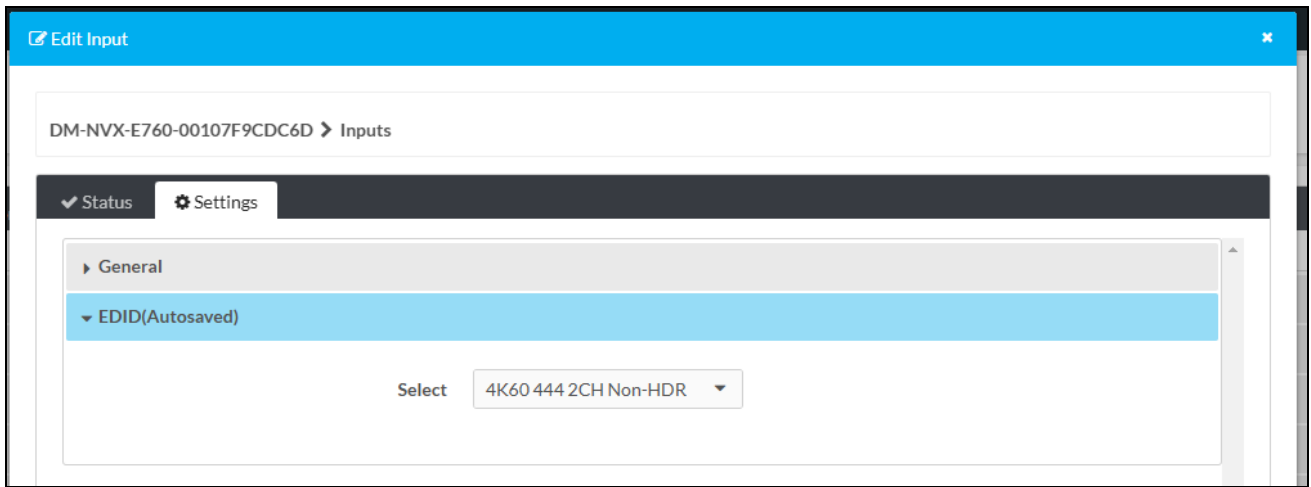 Edit Input
DM-NVX-E760-00107F9CDC6D > Inputs
Status Settings
General
EDID(Autosaved)
Select 4K60 444 2CH Non-HDR